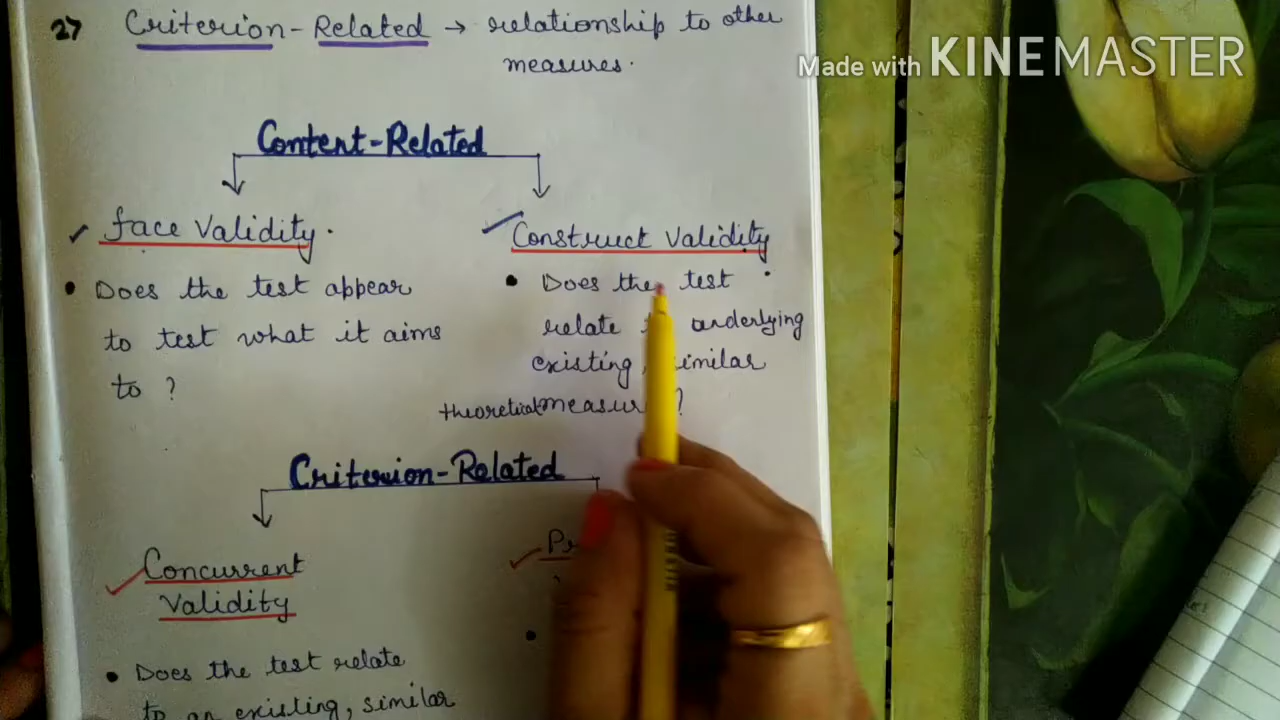 27 Criterion-Related → relationship to other
measures.
Made with KINEMASTER
Content-Related
✓ face Validity.
✓ Construct Validity
• Does the test appear
to test what it aims
to ?
• Does the test
relate underlying
existing, similar
theoretical
Criterion-Related
✓ Concurrent
Validity
• Does the test relate
to an existing, similar